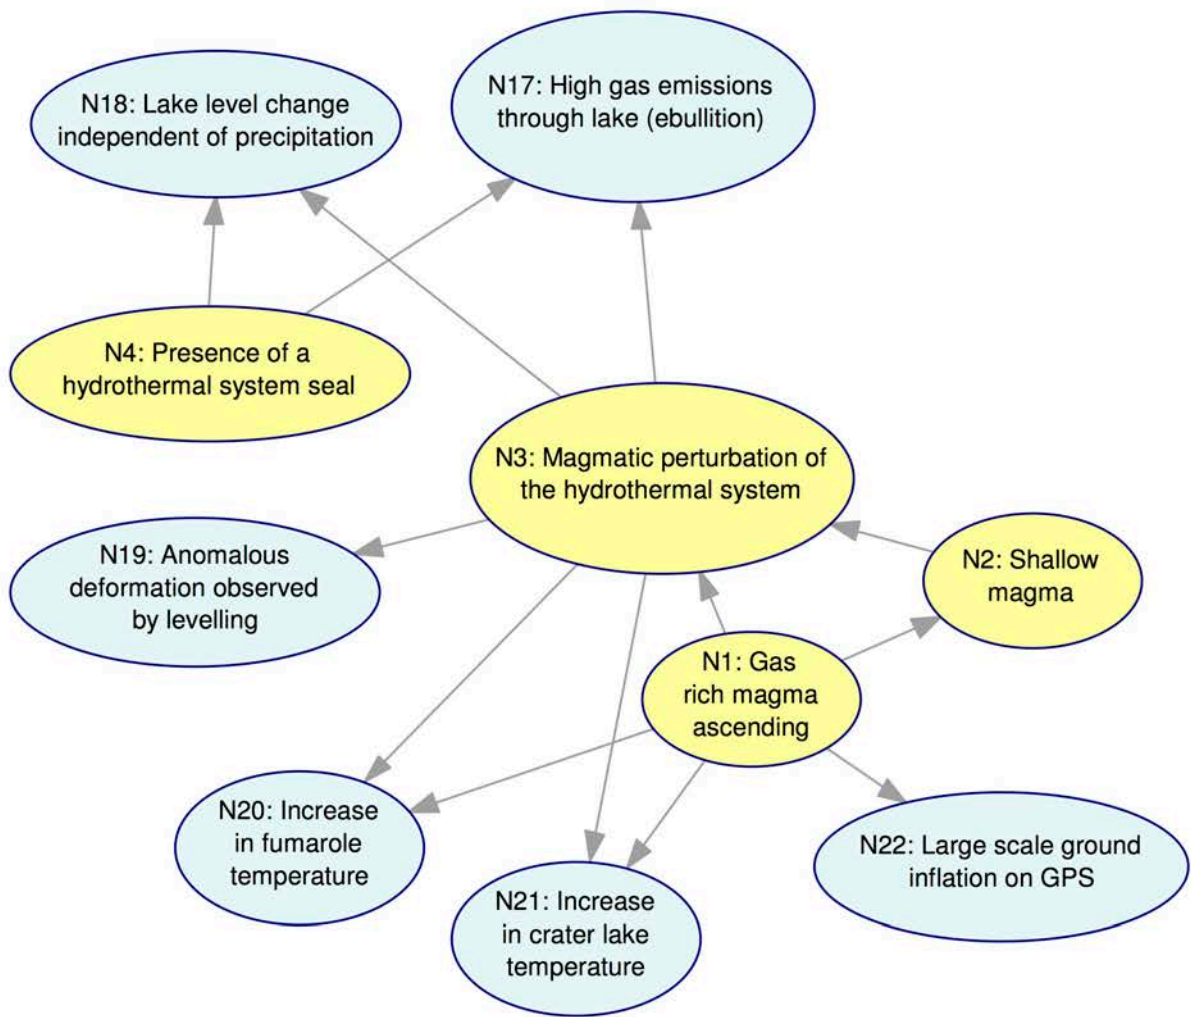 N18: Lake level change
independent of precipitation
N17: High gas emissions
through lake (ebullition)
N4: Presence of a
hydrothermal system seal
N3: Magmatic perturbation of
the hydrothermal system
N19: Anomalous
deformation observed
by levelling
N2: Shallow
magma
N1: Gas
rich magma
ascending
N20: Increase
in fumarole
temperature
N21: Increase
in crater lake
temperature
N22: Large scale ground
inflation on GPS